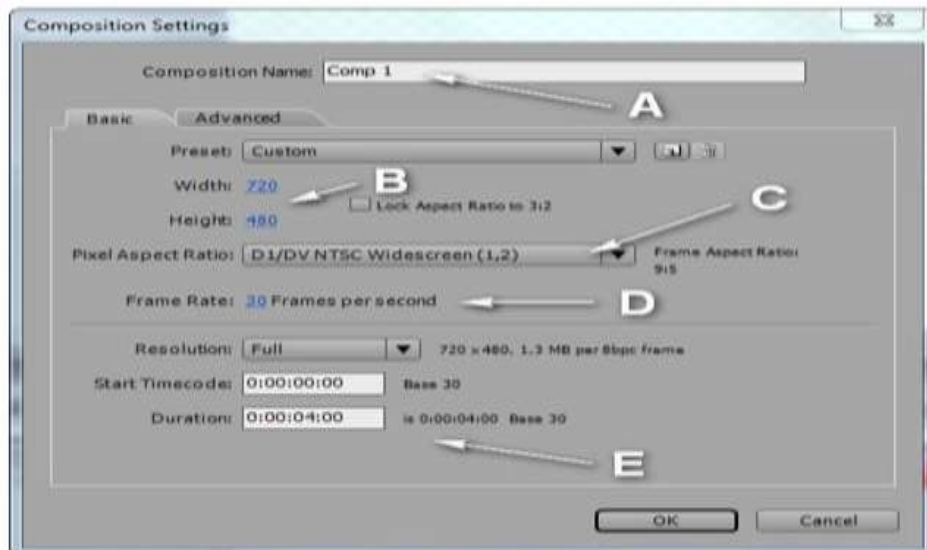 Composition Settings
Composition Name: Comp 1
A
Basic Advanced
Preset: Custom
Width: 720
B
Lock Aspect Ratio to 3:2
Height: 480
C
Pixel Aspect Ratio: D1/DV NTSC Widescreen (1.2) Frame Aspect Ratio:
9:5
Frame Rate: 30 Frames per second
D
Resolution: Full 720 x 480, 1.3 MB per 8bpc frame
Start Timecode: 0:00:00:00 Base 30
Duration: 0:00:04:00 is 0:00:04:00 Base 30
E
OK Cancel